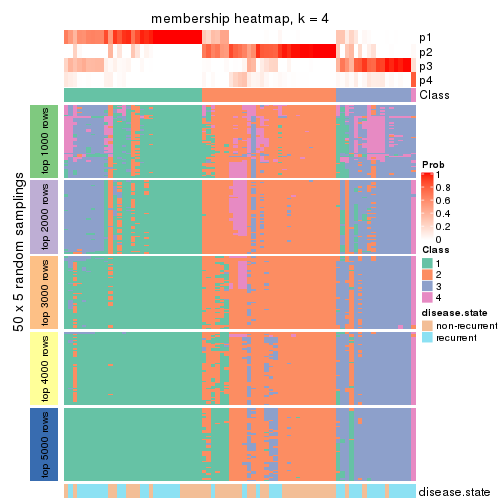 membership heatmap, k = 4
p1
p2
p3
p4
Class
50 x 5 random samplings
top 1000 rows
top 2000 rows
top 3000 rows
top 4000 rows
top 5000 rows
Prob
1
0.8
0.6
0.4
0.2
0
Class
1
2
3
4
disease.state
non-recurrent
recurrent
disease.state